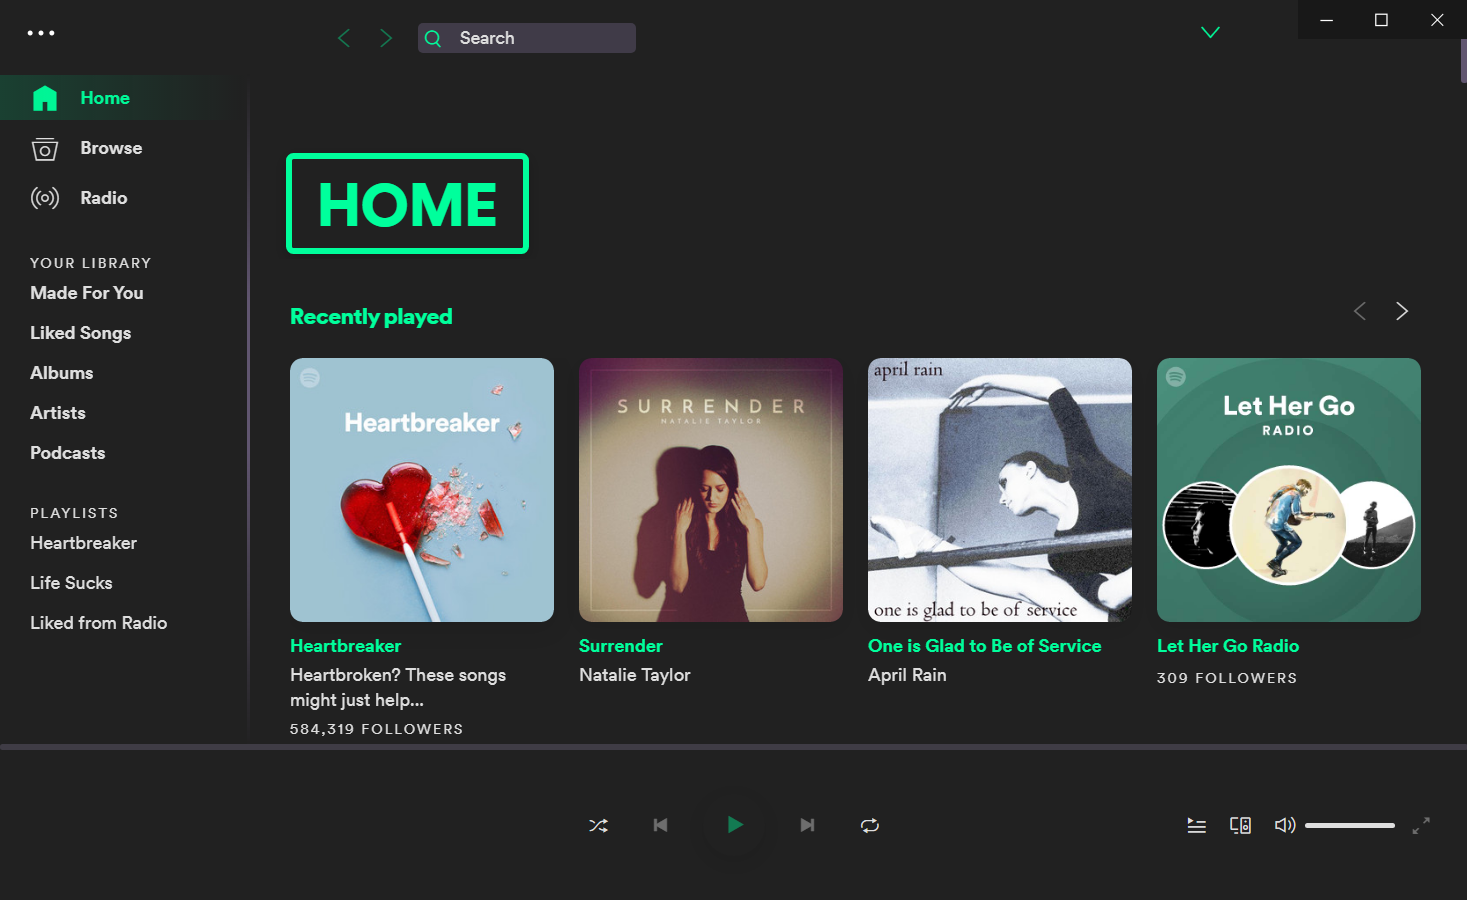 Search
Home
Browse
Radio
YOUR LIBRARY
Made For You
Liked Songs
Albums
Artists
Podcasts
PLAYLISTS
Heartbreaker
Life Sucks
Liked from Radio
HOME
Recently played
Heartbreaker
SURRENDER
NATALIE TAYLOR
april rain
one is glad to be of service
Let Her Go
RADIO
Heartbreaker
Heartbroken? These songs
might just help...
584,319 FOLLOWERS
Surrender
Natalie Taylor
One is Glad to Be of Service
April Rain
Let Her Go Radio
309 FOLLOWERS